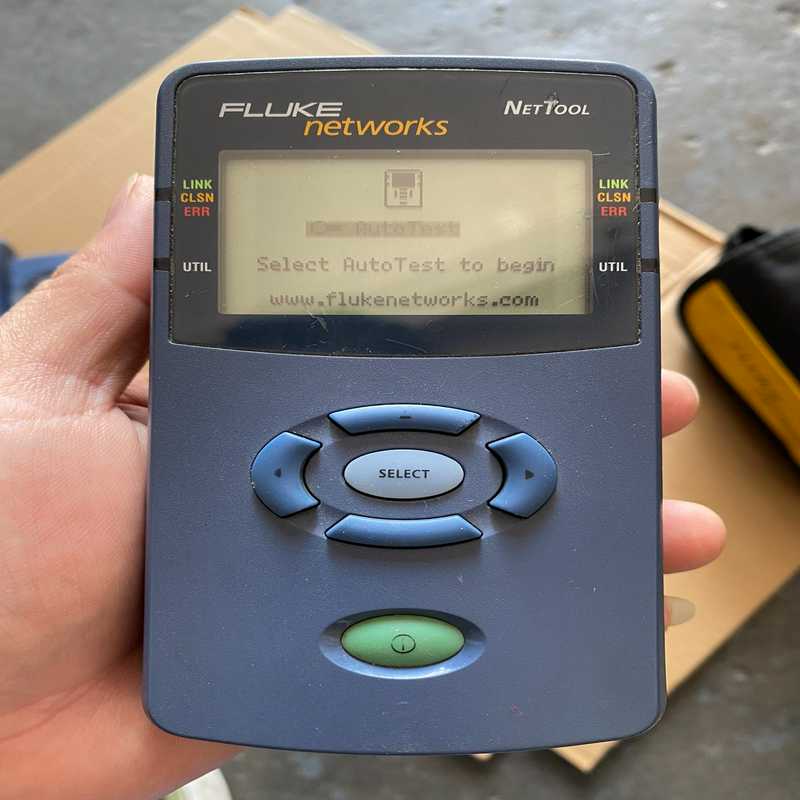 FLUKE
networks
NETTOOL
LINK
CLSN
ERR
UTIL
LINK
CLSN
ERR
UTIL
AutoTest
Select AutoTest to begin
www.flukenetworks.com
SELECT